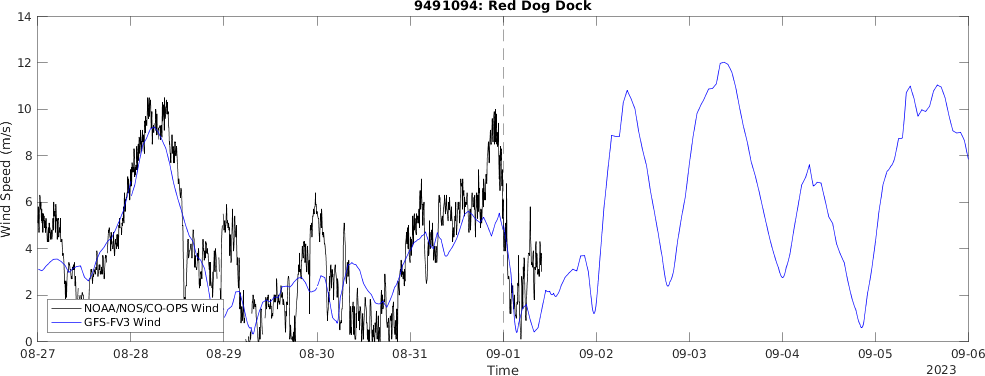 9491094: Red Dog Dock
14
12
10
8
6
4
2
0
Wind Speed (m/s)
NOAA/NOS/CO-OPS Wind
GFS-FV3 Wind
08-27 08-28 08-29 08-30 08-31 09-01 09-02 09-03 09-04 09-05 09-06
Time
2023